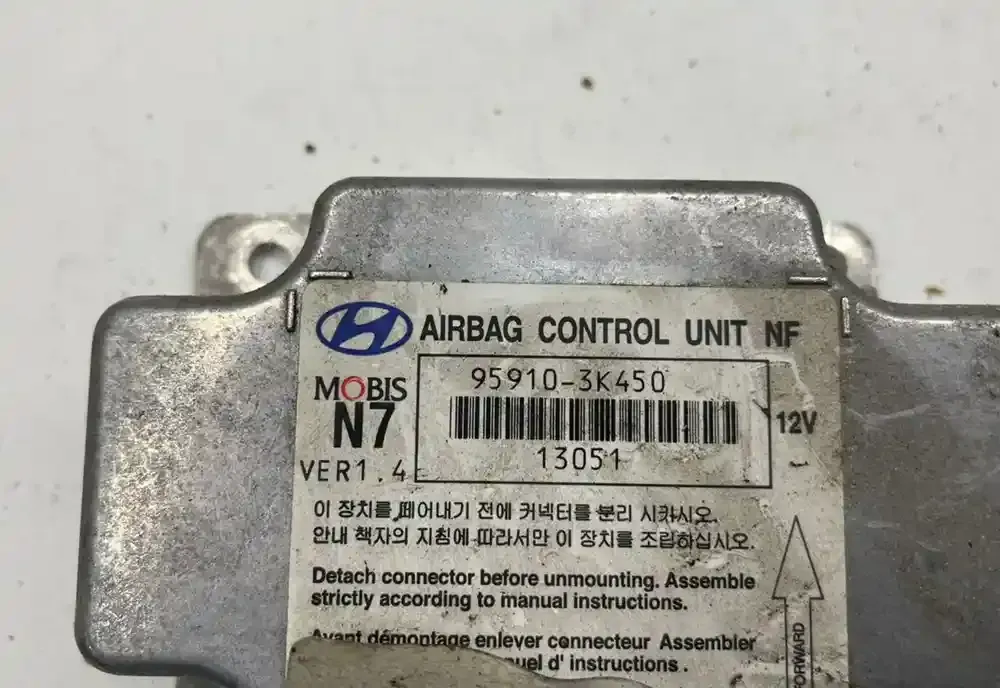 AIRBAG CONTROL UNIT NF
MOBIS
95910-3K450
N7
12V
VER1.4
13051
이 장치를 떼어내기 전에 커넥터를 분리 시캬시오.
안내 책자의 지침에 따라서만 이 장치를 조립하십시오.
Detach connector before unmounting. Assemble
strictly according to manual instructions.
Avant démontage enlever connecteur Assembler
d' instructions.
FORWARD